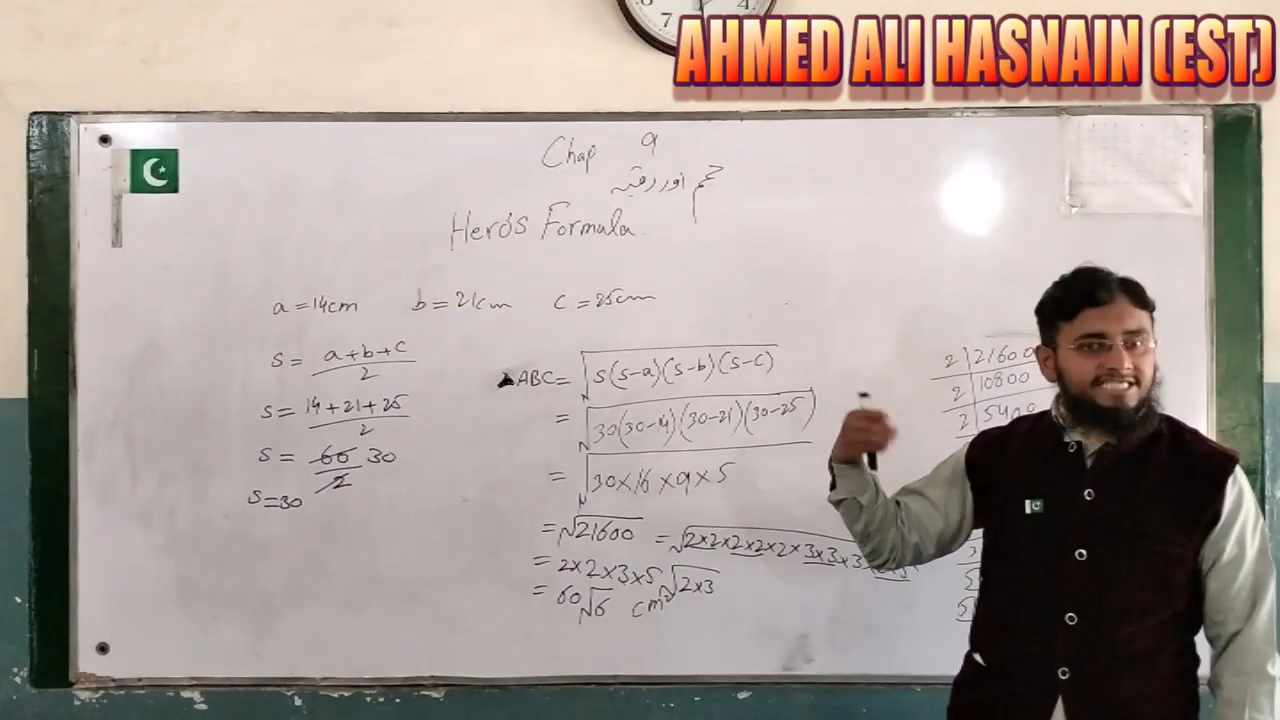 AHMED ALI HASNAIN (EST)
7
4
Chap 9
حجم اور رقبہ
Hero's Formula.
a = 14cm b = 21cm c = 25cm
S = a+b+c / 2
S = 14+21+25 / 2
S = 60 / 2 30
S = 30
▲ABC = √S(S-a)(S-b)(S-c)
= √30(30-14)(30-21)(30-25)
= √30×16×9×5
= √21600 = √2×2×2×2×2×3×3×3
= 2×2×3×5√2×3
= 60√6 cm²
2 | 21600
2 | 10800
2 | 5400